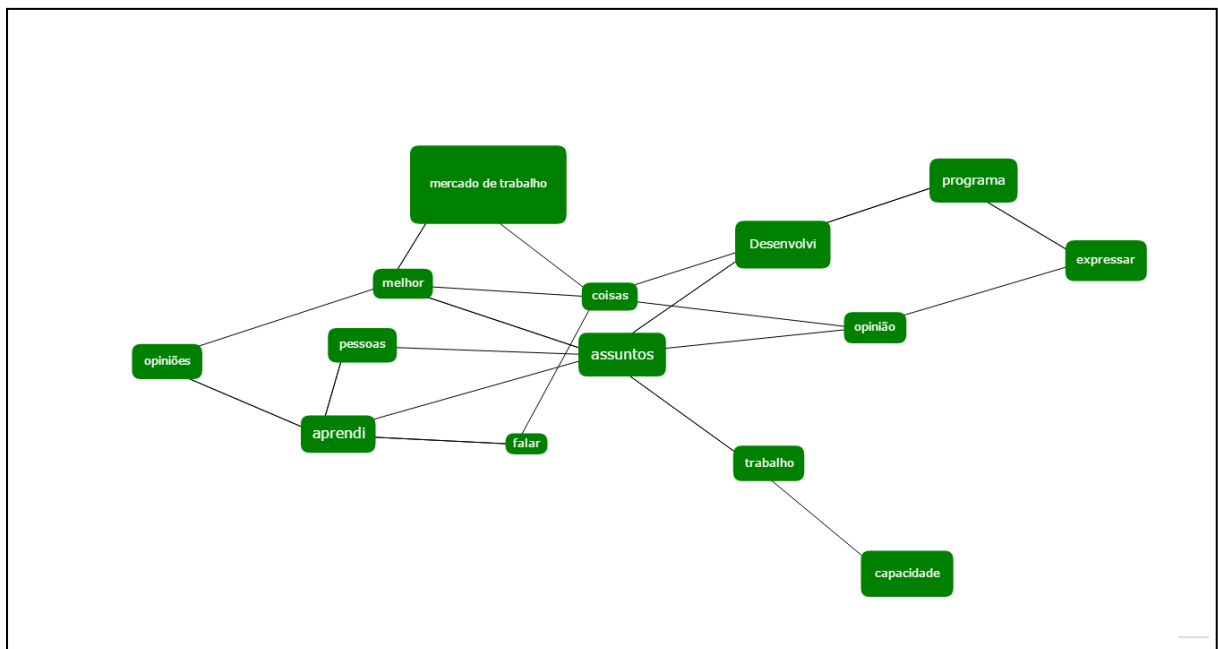 mercado de trabalho
programa
Desenvolvi
expressar
melhor
coisas
opinião
pessoas
assuntos
opiniões
aprendi
falar
trabalho
capacidade